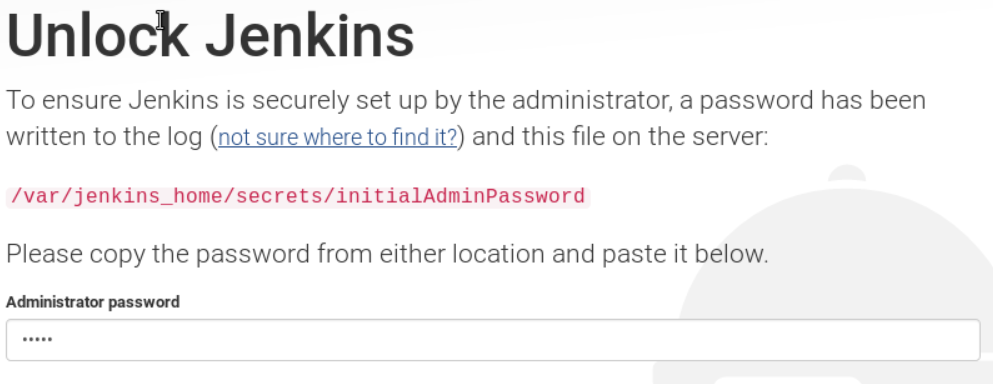 Unlock Jenkins
To ensure Jenkins is securely set up by the administrator, a password has been
written to the log (not sure where to find it?) and this file on the server:
/var/jenkins_home/secrets/initialAdminPassword
Please copy the password from either location and paste it below.
Administrator password
•••••